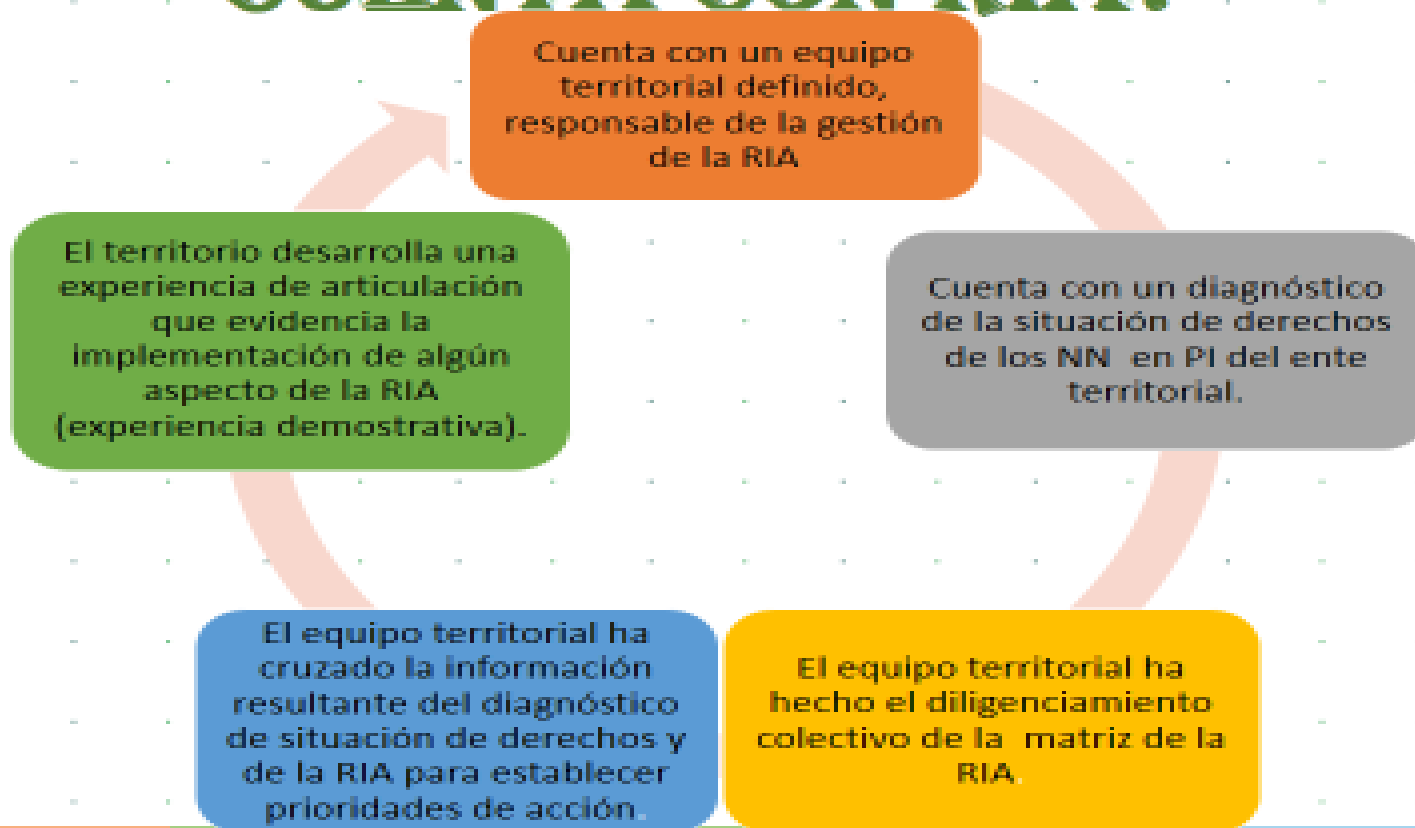 CUENTA CON RIA:
Cuenta con un equipo
territorial definido,
responsable de la gestión
de la RIA
Cuenta con un diagnóstico
de la situación de derechos
de los NN en PI del ente
territorial.
El equipo territorial ha
hecho el diligenciamiento
colectivo de la matriz de la
RIA.
El equipo territorial ha
cruzado la información
resultante del diagnóstico
de situación de derechos y
de la RIA para establecer
prioridades de acción.
El territorio desarrolla una
experiencia de articulación
que evidencia la
implementación de algún
aspecto de la RIA
(experiencia demostrativa).